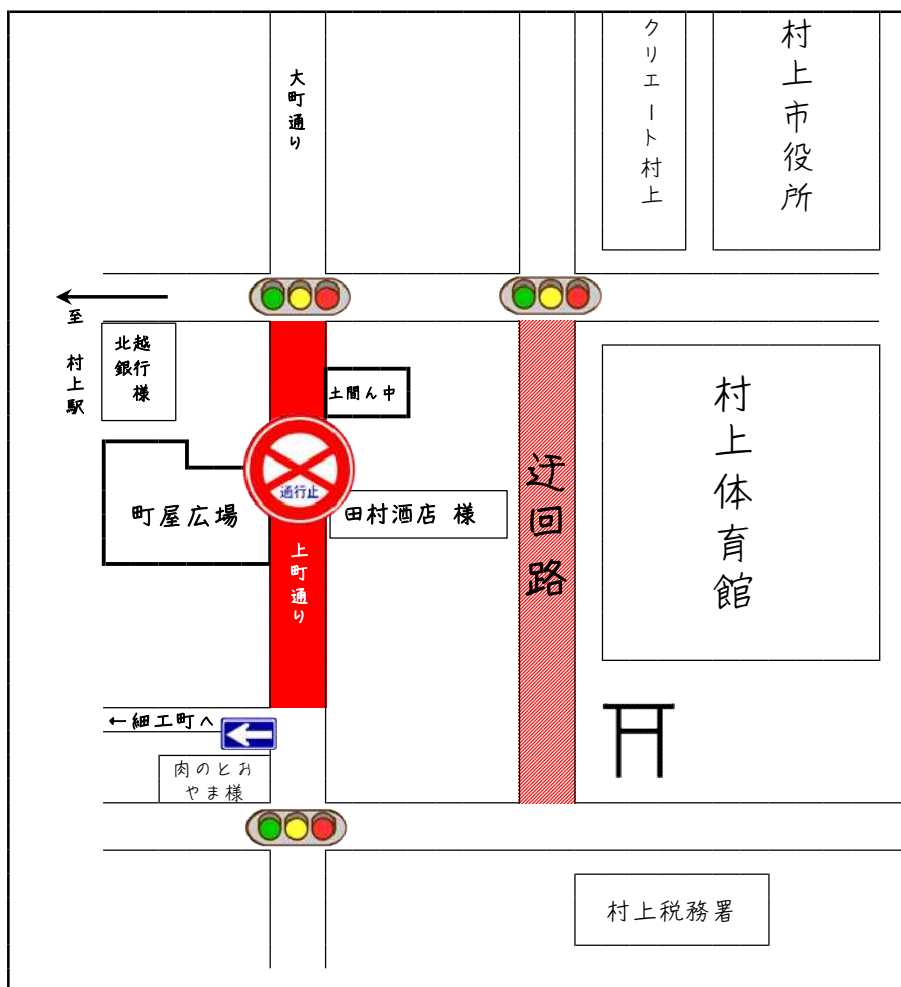 大町通り
クリエート村上
村上市役所
至 村上駅
北越
銀行
様
土間ん中
村上体育館
通行止
町屋広場
田村酒店 様
迂回路
上町通り
←細工町へ
肉のとお
やま様
村上税務署